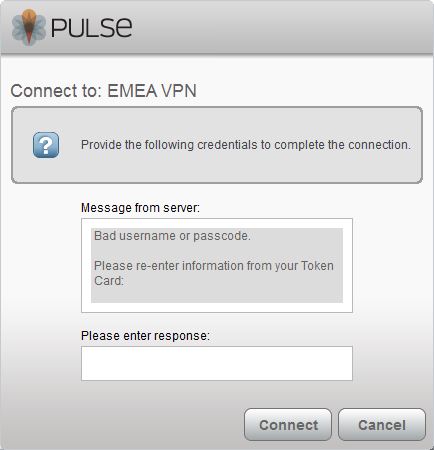 PULSE
Connect to: EMEA VPN
Provide the following credentials to complete the connection.
Message from server:
Bad username or passcode.
Please re-enter information from your Token
Card:
Please enter response:
Connect
Cancel